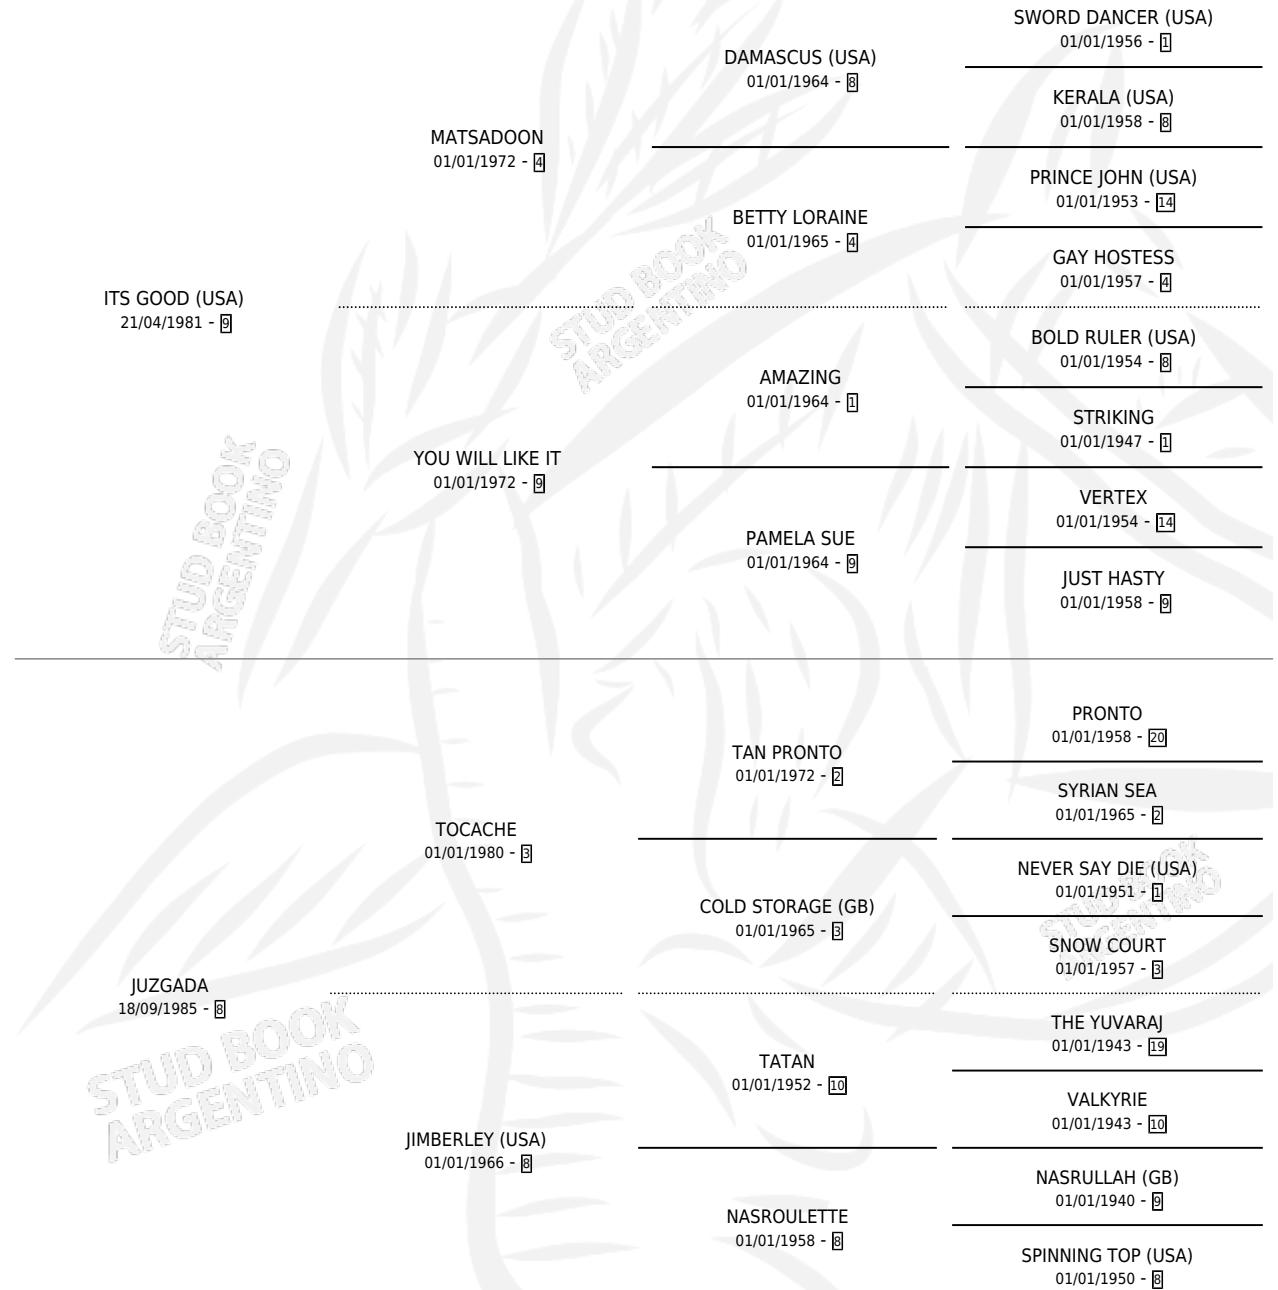 SWORD DANCER (USA)
01/01/1956 - 1
DAMASCUS (USA)
01/01/1964 - 8
KERALA (USA)
01/01/1958 - 8
MATSADOON
01/01/1972 - 4
PRINCE JOHN (USA)
01/01/1953 - 14
BETTY LORAINE
01/01/1965 - 4
GAY HOSTESS
01/01/1957 - 4
ITS GOOD (USA)
21/04/1981 - 9
BOLD RULER (USA)
01/01/1954 - 8
AMAZING
01/01/1964 - 1
STRIKING
01/01/1947 - 1
YOU WILL LIKE IT
01/01/1972 - 9
VERTEX
01/01/1954 - 14
PAMELA SUE
01/01/1964 - 9
JUST HASTY
01/01/1958 - 9
PRONTO
01/01/1958 - 20
TAN PRONTO
01/01/1972 - 2
SYRIAN SEA
01/01/1965 - 2
TOCACHE
01/01/1980 - 3
NEVER SAY DIE (USA)
01/01/1951 - 1
COLD STORAGE (GB)
01/01/1965 - 3
SNOW COURT
01/01/1957 - 3
JUZGADA
18/09/1985 - 8
THE YUVARAJ
01/01/1943 - 19
TATAN
01/01/1952 - 10
VALKYRIE
01/01/1943 - 10
JIMBERLEY (USA)
01/01/1966 - 8
NASRULLAH (GB)
01/01/1940 - 9
NASROULETTE
01/01/1958 - 8
SPINNING TOP (USA)
01/01/1950 - 8
STUD BOOK
ARGENTINO
STUD BOOK
ARGENTINO
STUD BOOK
ARGENTINO
STUD BOOK
ARGENTINO